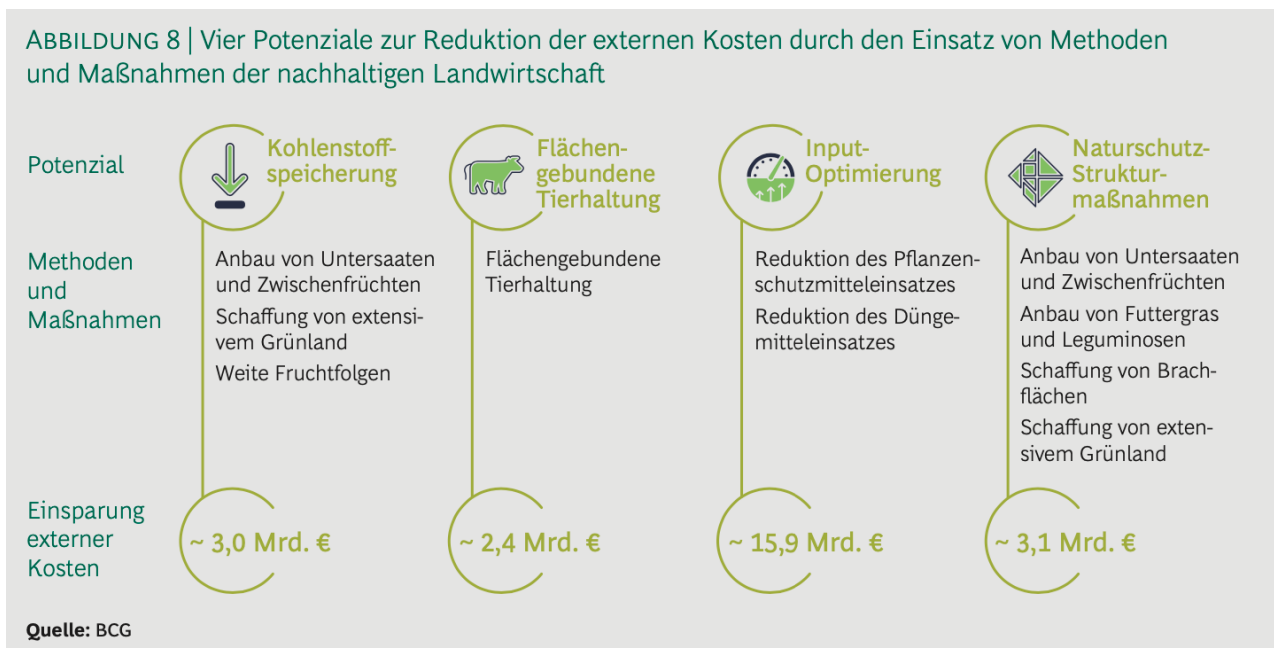 ABBILDUNG 8 | Vier Potenziale zur Reduktion der externen Kosten durch den Einsatz von Methoden
und Maßnahmen der nachhaltigen Landwirtschaft
Potenzial
Kohlenstoff-
speicherung
Flächen-
gebundene
Tierhaltung
Input-
Optimierung
Naturschutz-
Struktur-
maßnahmen
Methoden
und
Maßnahmen
Anbau von Untersaaten
und Zwischenfrüchten
Schaffung von extensi-
vem Grünland
Weite Fruchtfolgen
Flächengebundene
Tierhaltung
Reduktion des Pflanzen-
schutzmitteleinsatzes
Reduktion des Dünge-
mitteleinsatzes
Anbau von Untersaaten
und Zwischenfrüchten
Anbau von Futtergras
und Leguminosen
Schaffung von Brach-
flächen
Schaffung von exten-
sivem Grünland
Einsparung
externer
Kosten
~ 3,0 Mrd. €
~ 2,4 Mrd. €
~ 15,9 Mrd. €
~ 3,1 Mrd. €
Quelle: BCG